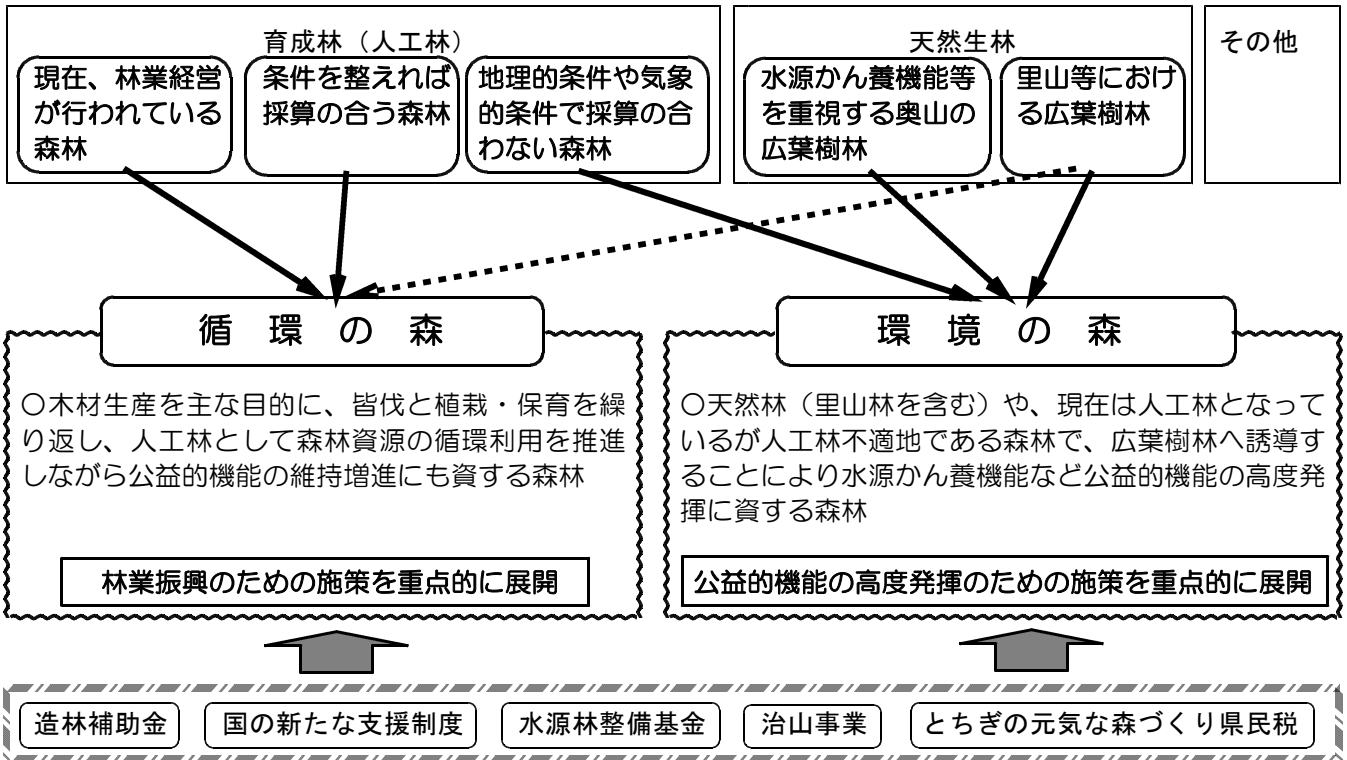 育成林（人工林）
現在、林業経営
が行われている
森林
条件を整えれば
採算の合う森林
地理的条件や気象
的条件で採算の合
わない森林
天然生林
水源かん養機能等
を重視する奥山の
広葉樹林
里山等におけ
る広葉樹林
その他
循環の森
〇木材生産を主な目的に、皆伐と植栽・保育を繰
り返し、人工林として森林資源の循環利用を推進
しながら公益的機能の維持増進にも資する森林
林業振興のための施策を重点的に展開
環境の森
〇天然林（里山林を含む）や、現在は人工林となって
いるが人工林不適地である森林で、広葉樹林へ誘導す
ることにより水源かん養機能など公益的機能の高度発
揮に資する森林
公益的機能の高度発揮のための施策を重点的に展開
造林補助金
国の新たな支援制度
水源林整備基金
治山事業
とちぎの元気な森づくり県民税